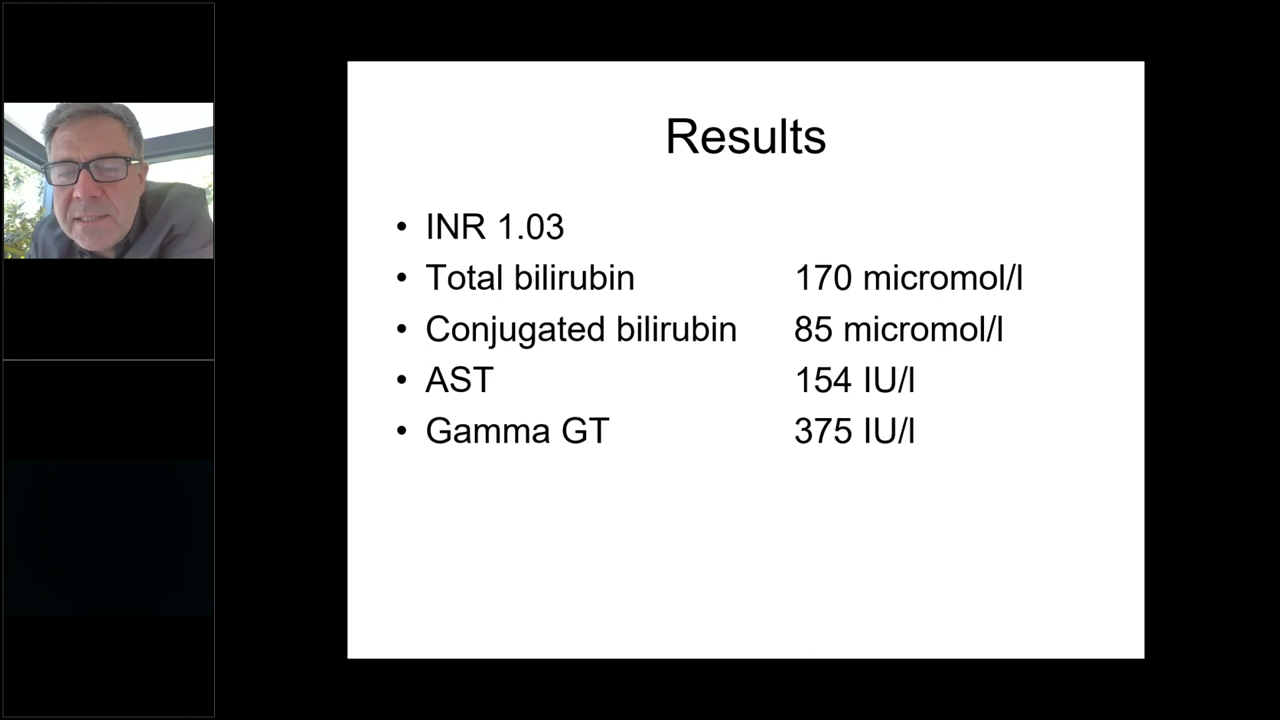 Results
• INR 1.03
• Total bilirubin 170 micromol/l
• Conjugated bilirubin 85 micromol/l
• AST 154 IU/l
• Gamma GT 375 IU/l